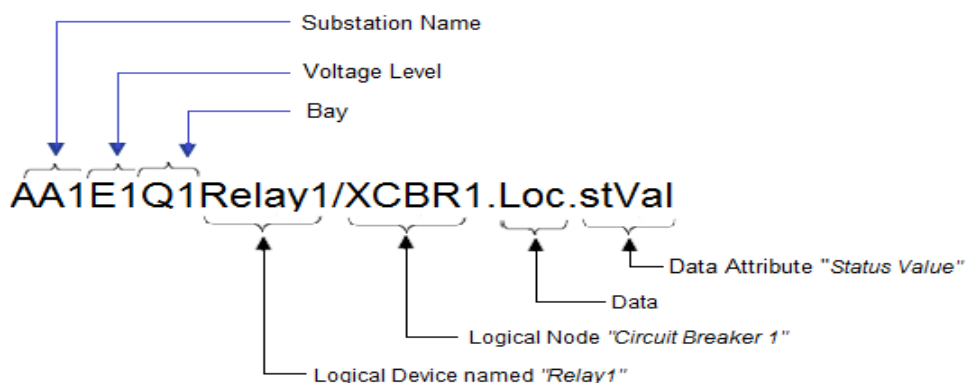 Substation Name
Voltage Level
Bay
AA1E1Q1Relay1/XCBR1.Loc.stVal
Data Attribute "Status Value"
Data
Logical Node "Circuit Breaker 1"
Logical Device named "Relay1"